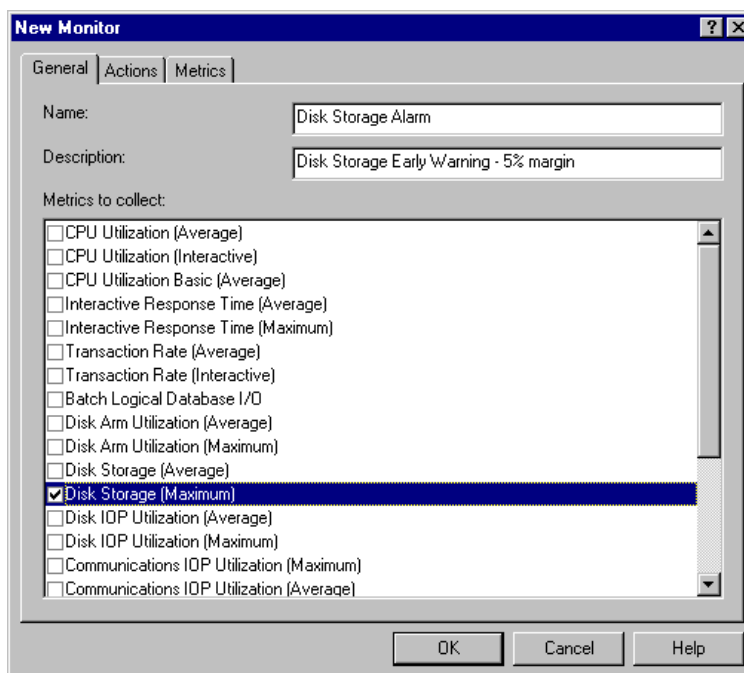 New Monitor
General Actions Metrics
Name: Disk Storage Alarm
Description: Disk Storage Early Warning - 5% margin
Metrics to collect:
CPU Utilization (Average)
CPU Utilization (Interactive)
CPU Utilization Basic (Average)
Interactive Response Time (Average)
Interactive Response Time (Maximum)
Transaction Rate (Average)
Transaction Rate (Interactive)
Batch Logical Database I/O
Disk Arm Utilization (Average)
Disk Arm Utilization (Maximum)
Disk Storage (Average)
Disk Storage (Maximum)
Disk IOP Utilization (Average)
Disk IOP Utilization (Maximum)
Communications IOP Utilization (Maximum)
Communications IOP Utilization (Average)
OK Cancel Help